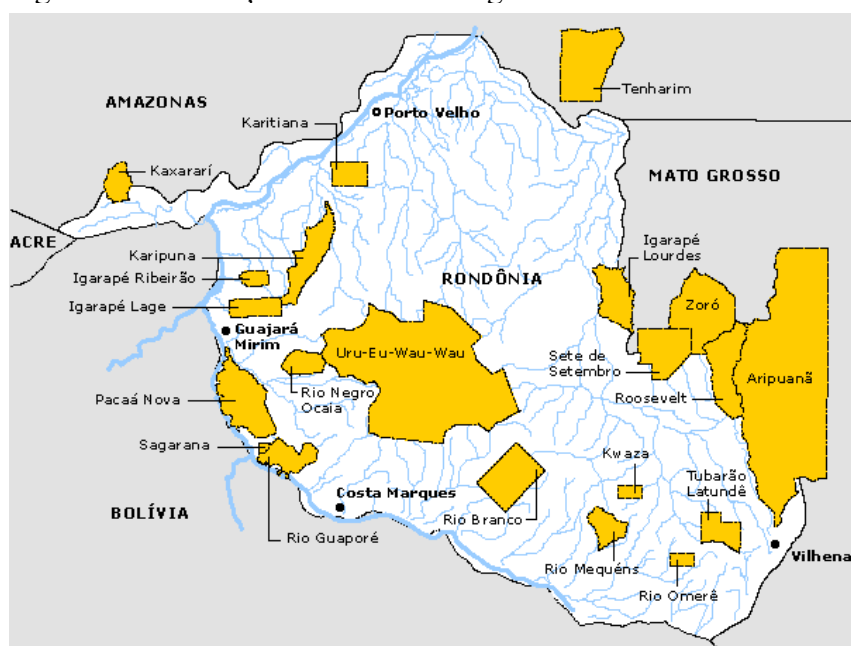 Tenharim
AMAZONAS
Porto Velho
Karitiana
Kaxararí
MATO GROSSO
ACRE
Karipuna
Igarapé
Lourdes
Igarapé Ribeirão
RONDÔNIA
Igarapé Lage
Zoró
Guajará
Mirim
Uru-Eu-Wau-Wau
Sete de
Setembro
Aripuanã
Rio Negro
Ocaia
Pacaá Nova
Roosevelt
Sagarana
Kwaza
Tubarão
Latundê
Costa Marques
BOLÍVIA
Rio Branco
Rio Guaporé
Vilhena
Rio Mequéns
Rio Omerê